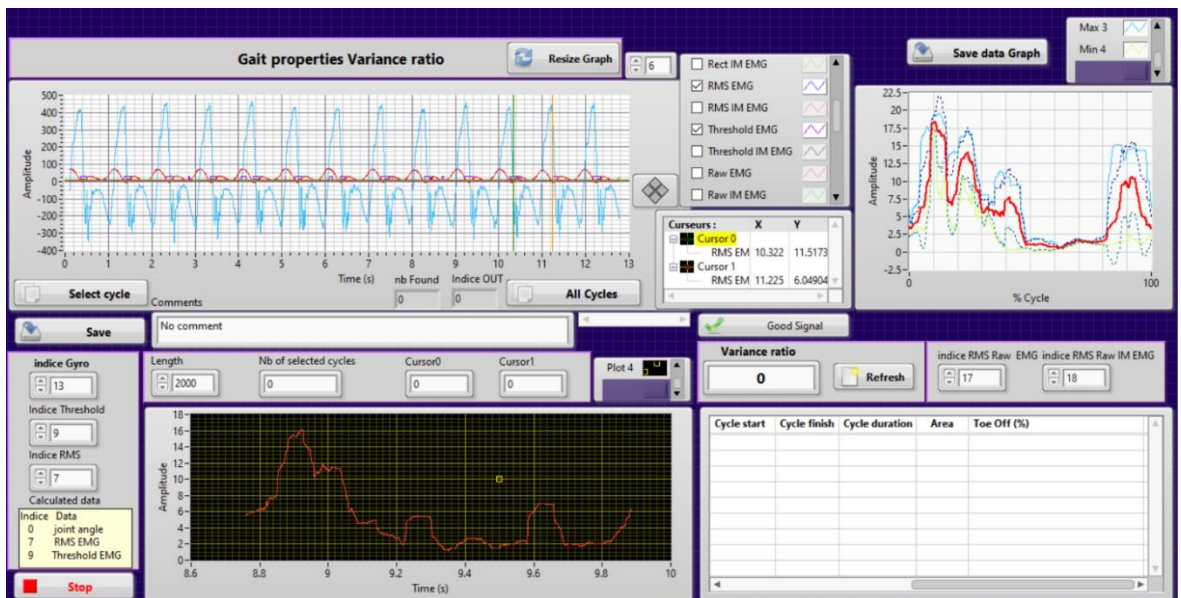 Gait properties Variance ratio
Resize Graph
6
Rect IM EMG
RMS EMG
RMS IM EMG
Threshold EMG
Threshold IM EMG
Raw EMG
Raw IM EMG
Save data Graph
Max 3
Min 4
500
400
300
200
100
0
-100
-200
-300
-400
Amplitude
0 1 2 3 4 5 6 7 8 9 10 11 12 13
Time (s)
22.5
20
17.5
15
12.5
10
7.5
5
2.5
0
-2.5
Amplitude
0 100
% Cycle
Curseurs : X Y
Cursor 0
RMS EM 10.322 11.5173
Cursor 1
RMS EM 11.225 6.04904
Select cycle
Comments
nb Found
0
Indice OUT
0
All Cycles
Save
No comment
Good Signal
indice Gyro
13
Indice Threshold
9
Indice RMS
7
Calculated data
Indice Data
0 joint angle
7 RMS EMG
9 Threshold EMG
Stop
Length
2000
Nb of selected cycles
0
Cursor0
0
Cursor1
0
Plot 4
Variance ratio
0
Refresh
indice RMS Raw EMG
17
indice RMS Raw IM EMG
18
18
16
14
12
10
8
6
4
2
0
Amplitude
8.6 8.8 9 9.2 9.4 9.6 9.8 10
Time (s)
Cycle start Cycle finish Cycle duration Area Toe Off (%)